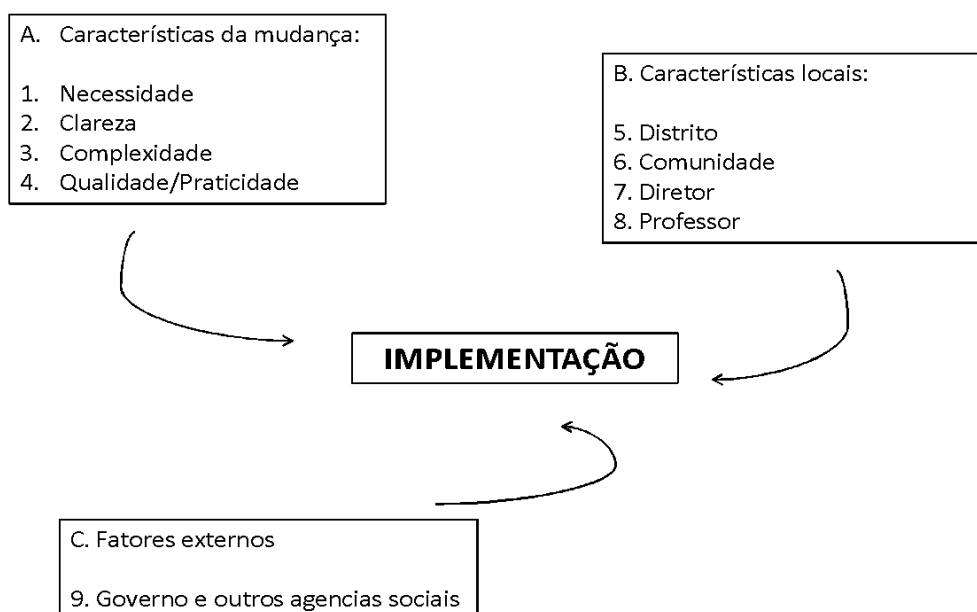 A. Características da mudança:
1. Necessidade
2. Clareza
3. Complexidade
4. Qualidade/Praticidade
B. Características locais:
5. Distrito
6. Comunidade
7. Diretor
8. Professor
IMPLEMENTAÇÃO
C. Fatores externos
9. Governo e outros agencias sociais